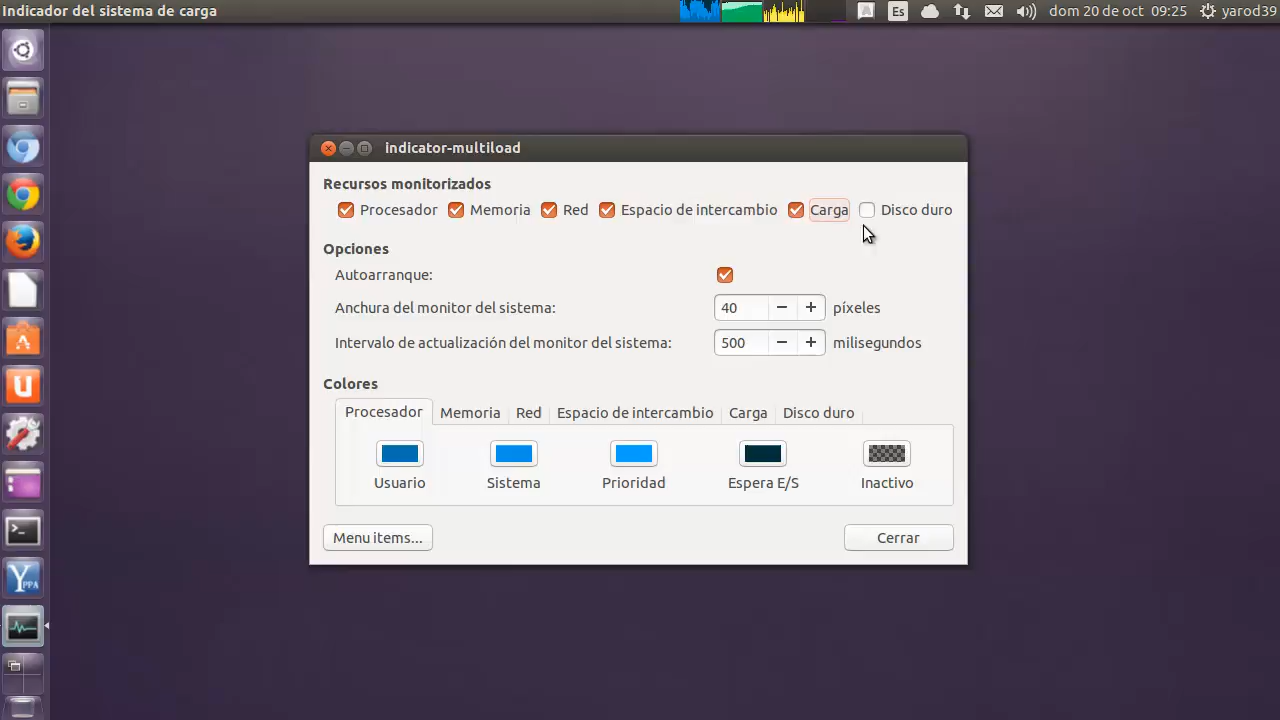 Indicador del sistema de carga
A Es dom 20 de oct 09:25 yarod39
indicator-multiload
Recursos monitorizados
Procesador Memoria Red Espacio de intercambio Carga Disco duro
Opciones
Autoarranque:
Anchura del monitor del sistema: 40 − + píxeles
Intervalo de actualización del monitor del sistema: 500 − + milisegundos
Colores
Procesador Memoria Red Espacio de intercambio Carga Disco duro
Usuario Sistema Prioridad Espera E/S Inactivo
Menu items... Cerrar
A
U
>_
YPPA